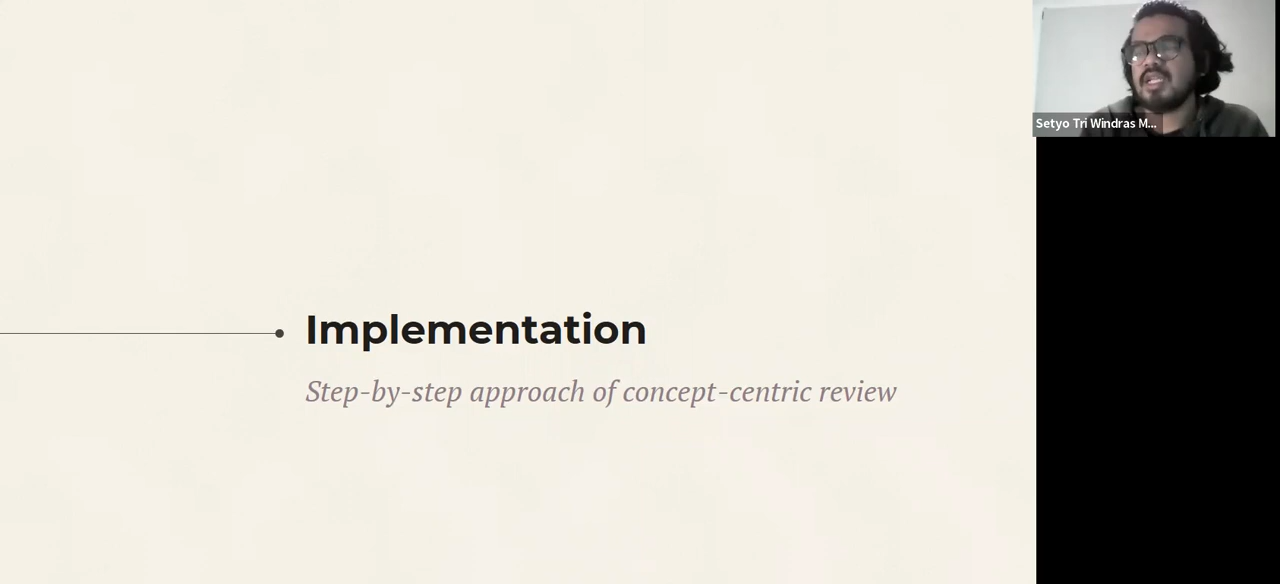 Setyo Tri Windras M...
Implementation
Step-by-step approach of concept-centric review